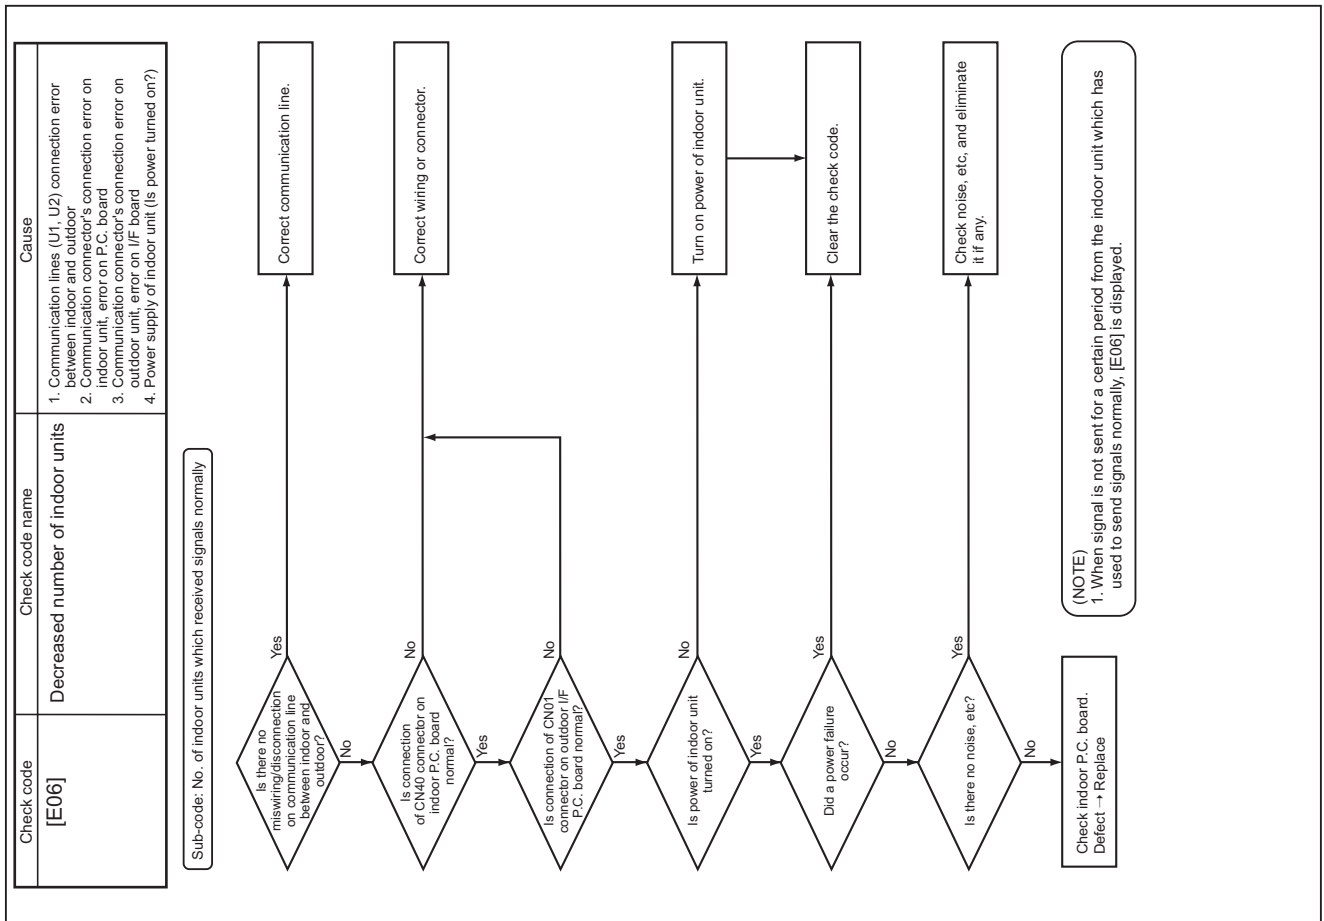 Check code
Check code name
Cause
[E06]
Decreased number of indoor units
1. Communication lines (U1, U2) connection error
between indoor and outdoor
2. Communication connector's connection error on
indoor unit, error on P.C. board
3. Communication connector's connection error on
outdoor unit, error on I/F board
4. Power supply of indoor unit (Is power turned on?)
Sub-code: No. of indoor units which received signals normally
Is there no
miswiring/disconnection
on communication line
between indoor and
outdoor?
Yes
Correct communication line.
No
Is connection
of CN40 connector on
indoor P.C. board
normal?
No
Correct wiring or connector.
Yes
Is connection of CN01
connector on outdoor I/F
P.C. board normal?
No
Yes
Is power of indoor unit
turned on?
No
Turn on power of indoor unit.
Yes
Did a power failure
occur?
Yes
Clear the check code.
No
Is there no noise, etc?
Yes
Check noise, etc, and eliminate
it if any.
No
Check indoor P.C. board.
Defect → Replace
(NOTE)
1. When signal is not sent for a certain period from the indoor unit which has
used to send signals normally, [E06] is displayed.